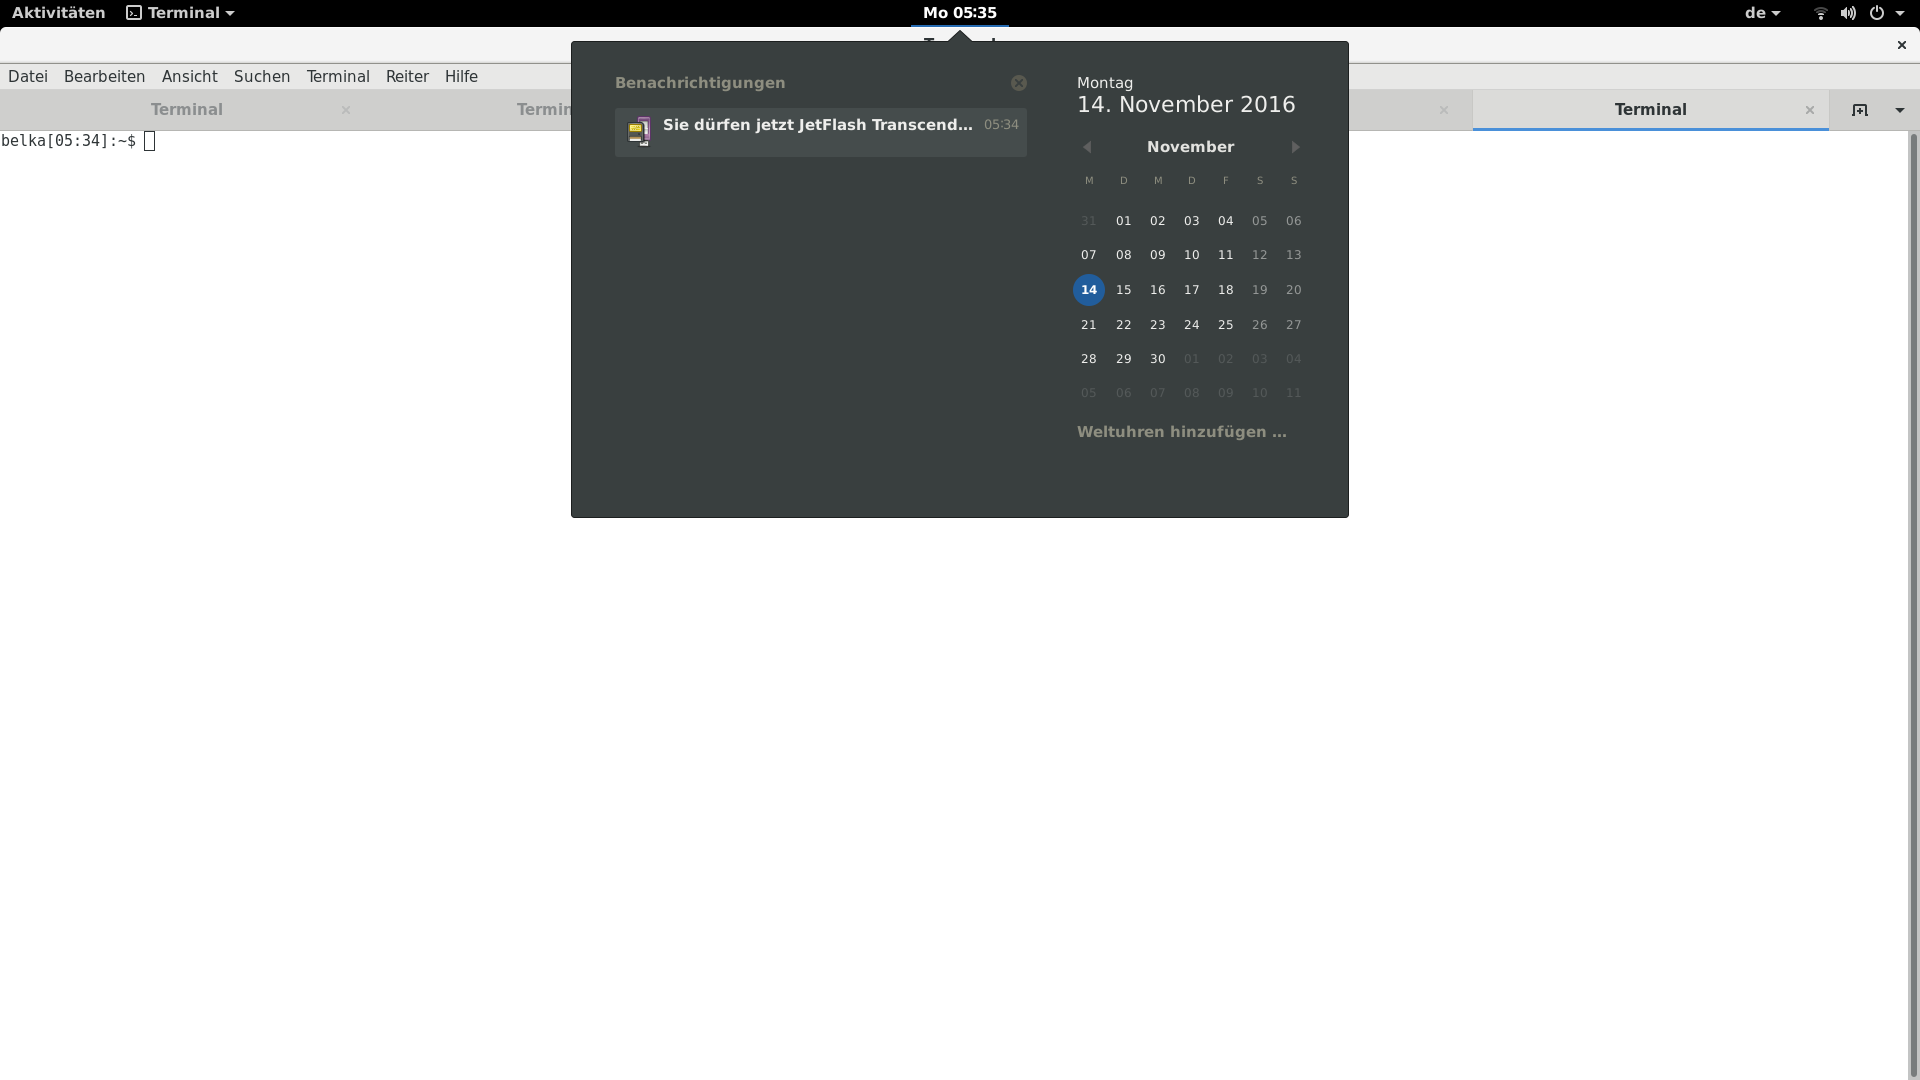 Aktivitäten Terminal Mo 05:35 de
Datei Bearbeiten Ansicht Suchen Terminal Reiter Hilfe
Terminal Terminal
belka[05:34]:~$
Benachrichtigungen
Sie dürfen jetzt JetFlash Transcend... 05:34
Montag
14. November 2016
November
M D M D F S S
31 01 02 03 04 05 06
07 08 09 10 11 12 13
14 15 16 17 18 19 20
21 22 23 24 25 26 27
28 29 30 01 02 03 04
05 06 07 08 09 10 11
Weltuhren hinzufügen ...